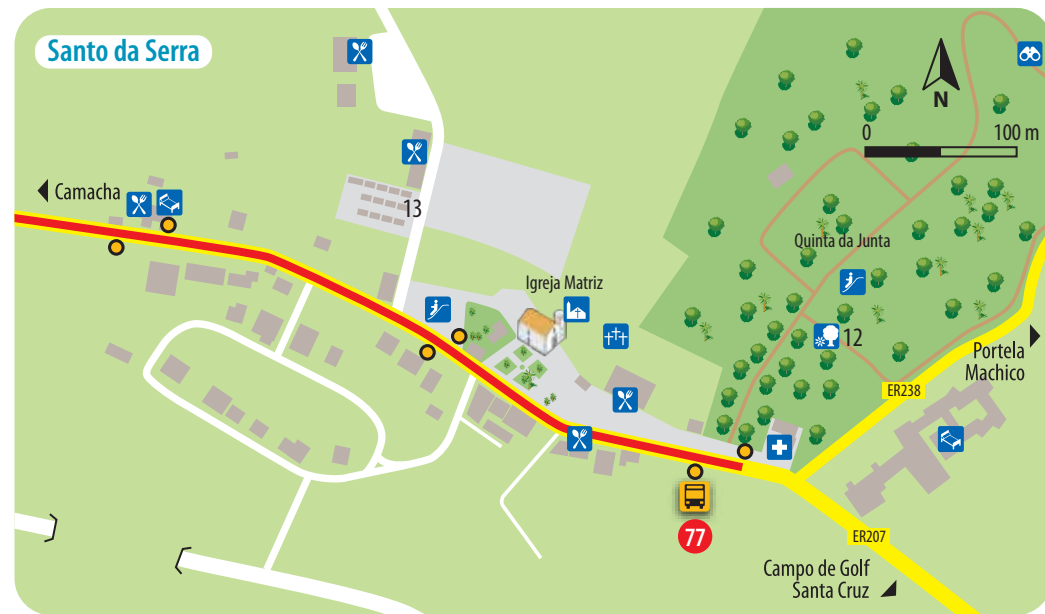 Santo da Serra
N
0 100 m
Camacha
13
Quinta da Junta
Igreja Matriz
12
Portela
Machico
ER238
77
ER207
Campo de Golf
Santa Cruz